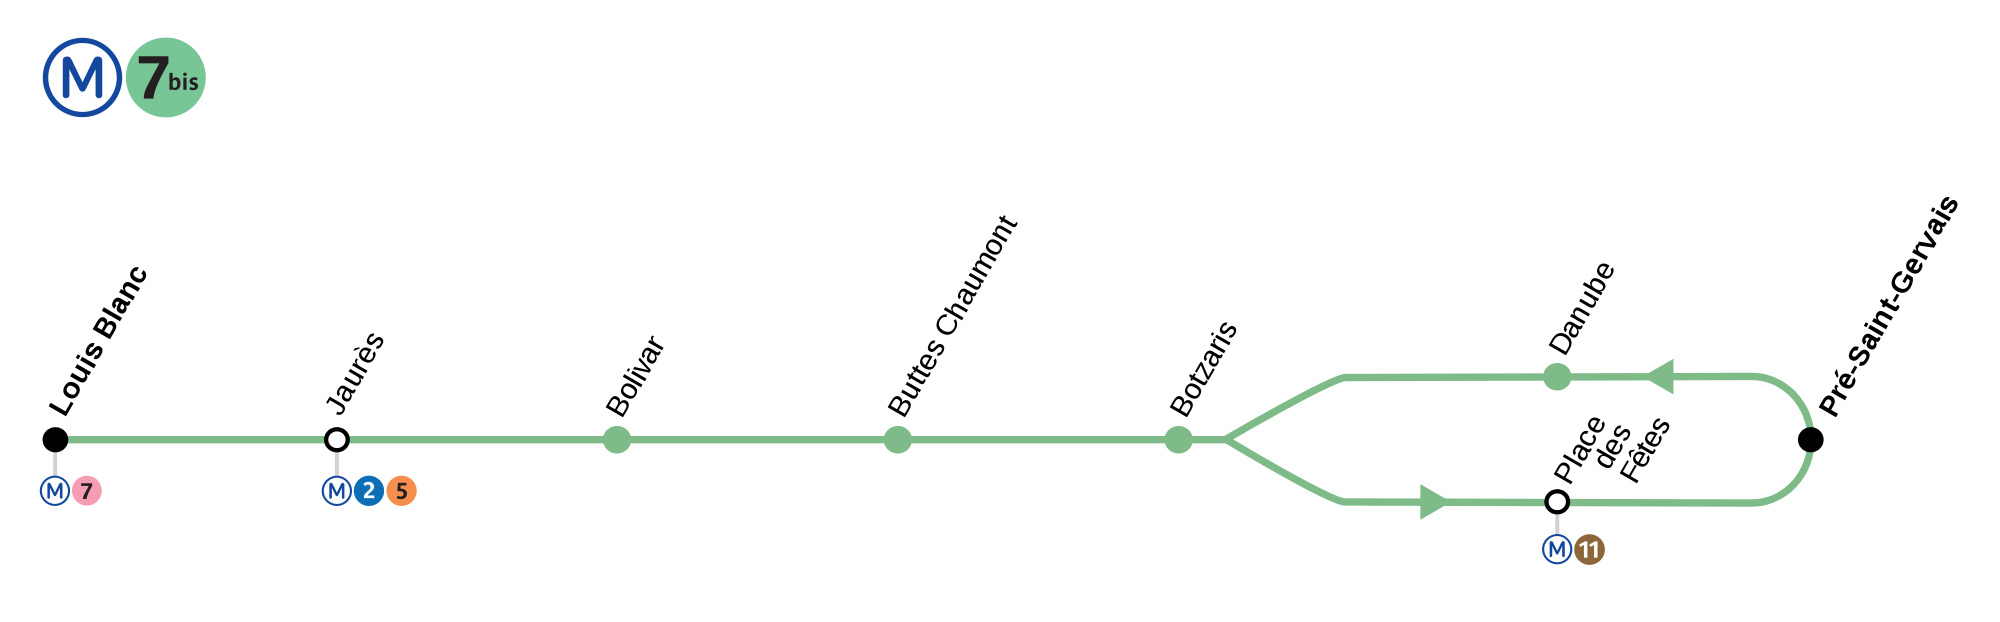 M 7bis
Louis Blanc
Jaurès
Bolivar
Buttes Chaumont
Botzaris
Danube
Place
des
Fêtes
Pré-Saint-Gervais
M 7
M 2 5
M 11